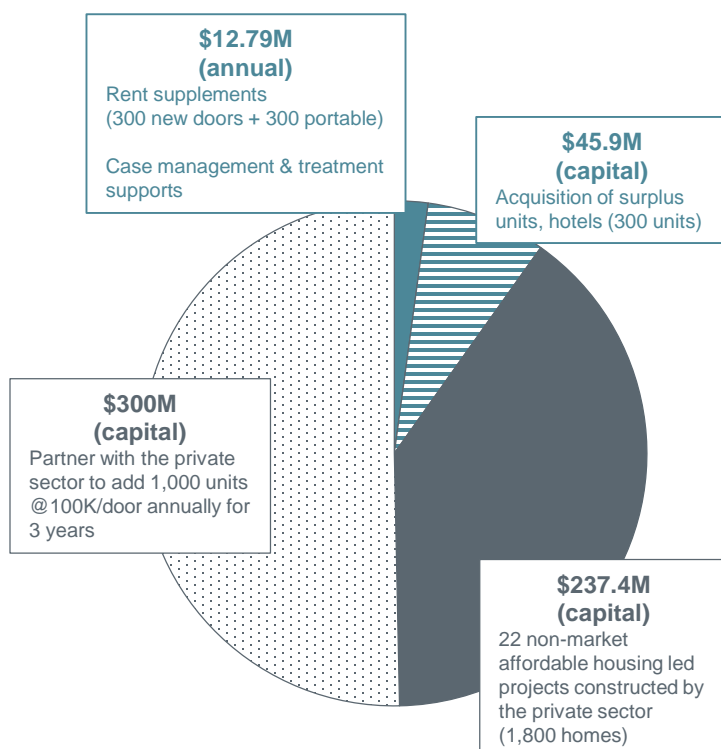 $12.79M
(annual)
Rent supplements
(300 new doors + 300 portable)
Case management & treatment
supports
$45.9M
(capital)
Acquisition of surplus
units, hotels (300 units)
$300M
(capital)
Partner with the private
sector to add 1,000 units
@100K/door annually for
3 years
$237.4M
(capital)
22 non-market
affordable housing led
projects constructed by
the private sector
(1,800 homes)